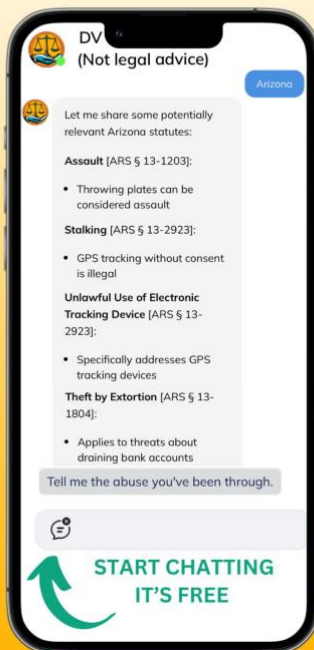 DV
(Not legal advice)
Arizona
Let me share some potentially
relevant Arizona statutes:
Assault [ARS § 13-1203]:
• Throwing plates can be
considered assault
Stalking [ARS § 13-2923]:
• GPS tracking without consent
is illegal
Unlawful Use of Electronic
Tracking Device [ARS § 13-
2923]:
• Specifically addresses GPS
tracking devices
Theft by Extortion [ARS § 13-
1804]:
• Applies to threats about
draining bank accounts
Tell me the abuse you've been through.
START CHATTING
IT'S FREE